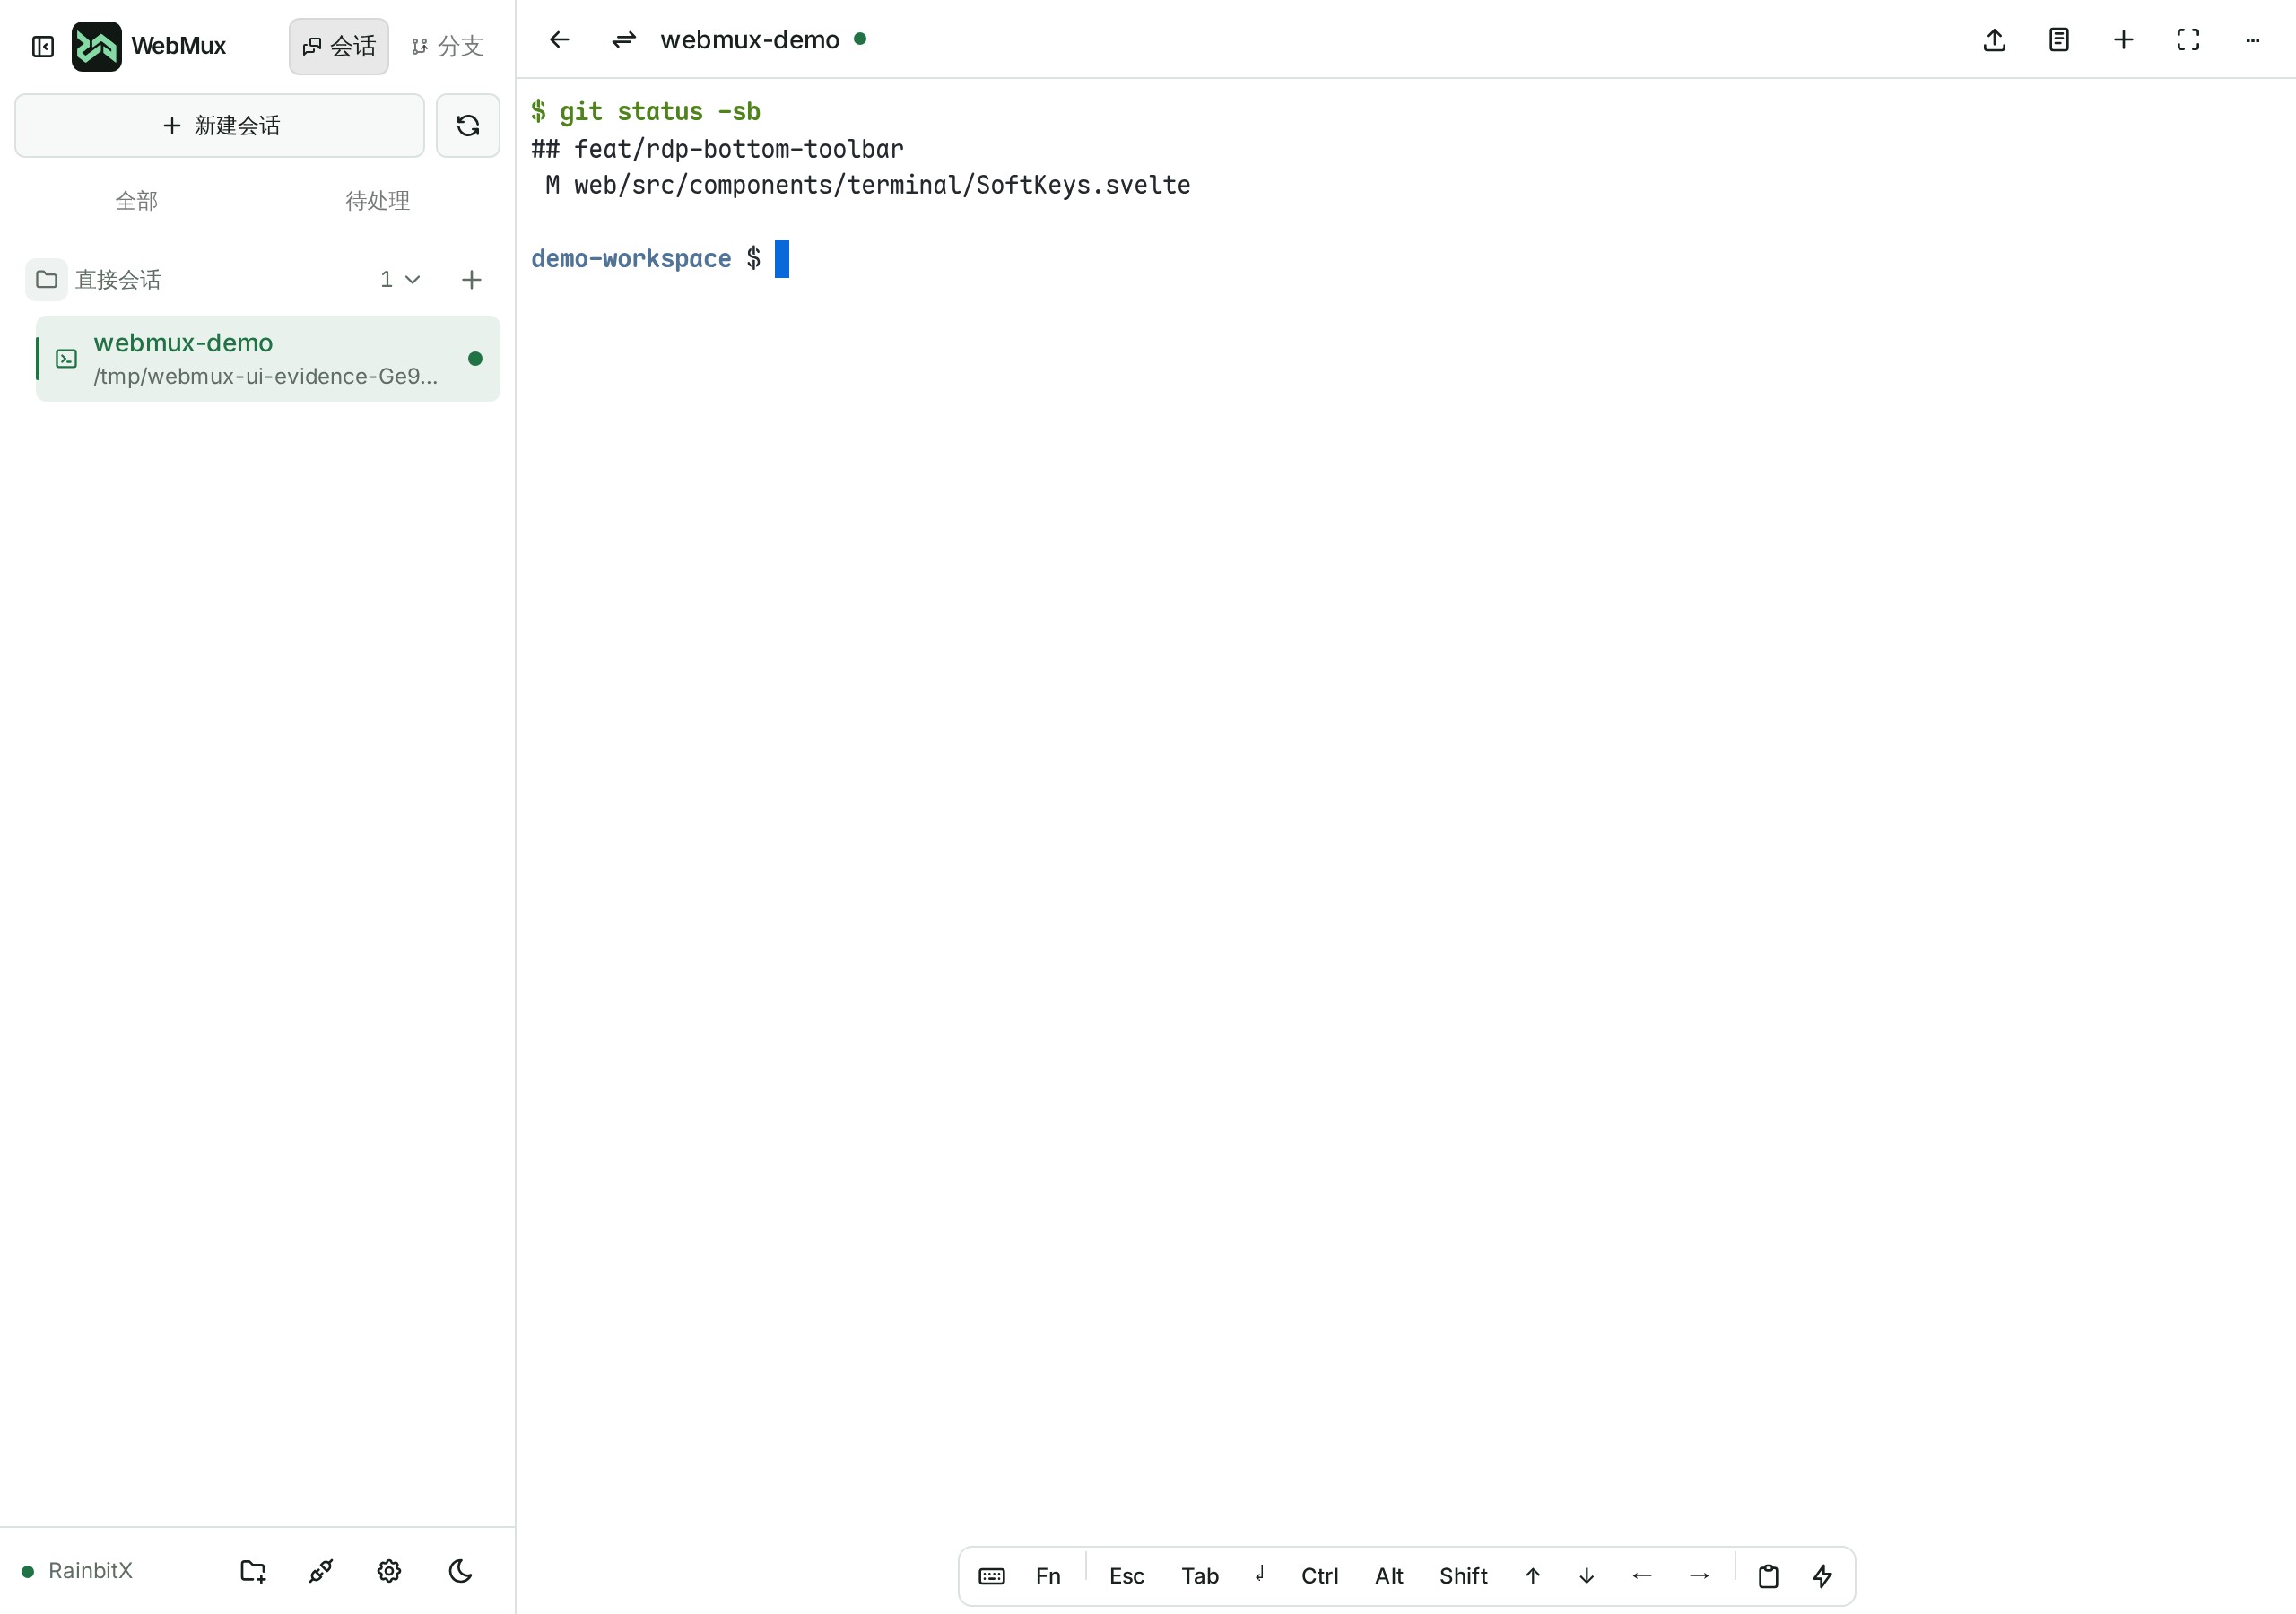 WebMux
会话
分支
新建会话
全部
待处理
直接会话
1
webmux-demo
/tmp/webmux-ui-evidence-Ge9...
RainbitX
webmux-demo
$ git status -sb
## feat/rdp-bottom-toolbar
 M web/src/components/terminal/SoftKeys.svelte
demo-workspace $
Fn Esc Tab ↲ Ctrl Alt Shift ↑ ↓ ← →